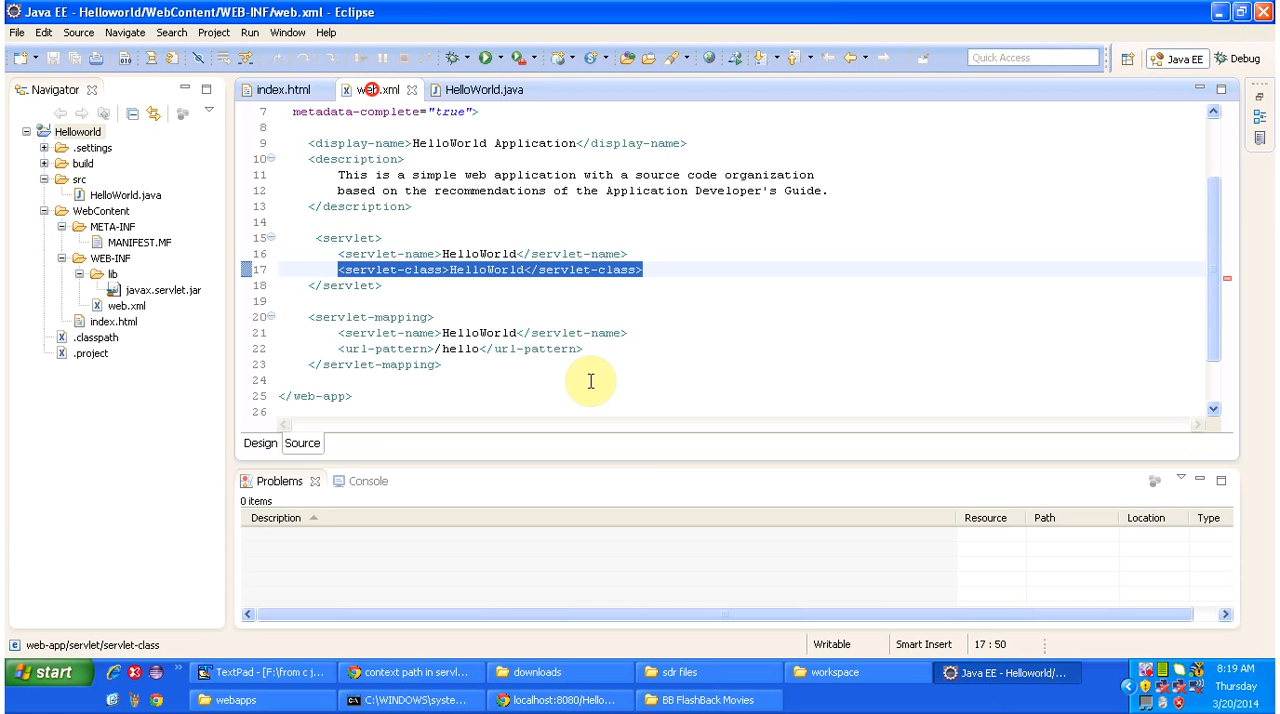 Java EE - Helloworld/WebContent/WEB-INF/web.xml - Eclipse
File Edit Source Navigate Search Project Run Window Help
Quick Access
Java EE
Debug
Navigator
Helloworld
.settings
build
src
HelloWorld.java
WebContent
META-INF
MANIFEST.MF
WEB-INF
lib
javax.servlet.jar
web.xml
index.html
.classpath
.project
index.html web.xml HelloWorld.java
7 metadata-complete="true">
8
9 <display-name>HelloWorld Application</display-name>
10 <description>
11 This is a simple web application with a source code organization
12 based on the recommendations of the Application Developer's Guide.
13 </description>
14
15 <servlet>
16 <servlet-name>HelloWorld</servlet-name>
17 <servlet-class>HelloWorld</servlet-class>
18 </servlet>
19
20 <servlet-mapping>
21 <servlet-name>HelloWorld</servlet-name>
22 <url-pattern>/hello</url-pattern>
23 </servlet-mapping>
24
25 </web-app>
26
Design Source
Problems Console
0 items
Description Resource Path Location Type
web-app/servlet/servlet-class Writable Smart Insert 17 : 50
start
TextPad - [F:\from c j... context path in servl... downloads sdr files workspace Java EE - Helloworld/...
webapps C:\WINDOWS\syste... localhost:8080/Hello... BB FlashBack Movies
8:19 AM
Thursday
3/20/2014